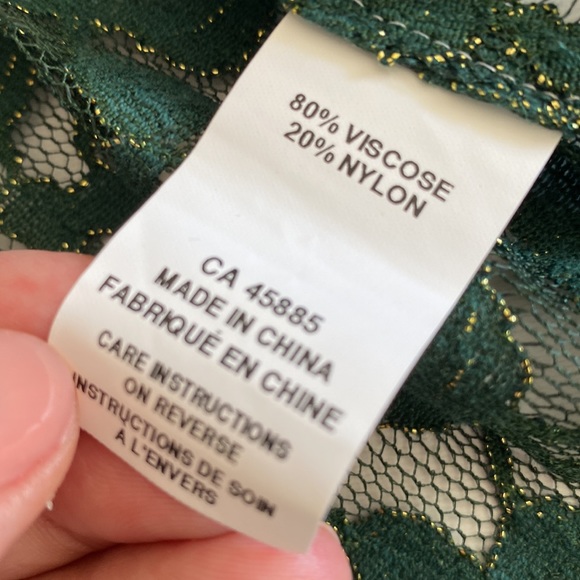 80% VISCOSE
20% NYLON
CA 45885
MADE IN CHINA
FABRIQUÉ EN CHINE
CARE INSTRUCTIONS
ON REVERSE
INSTRUCTIONS DE SOIN
À L'ENVERS